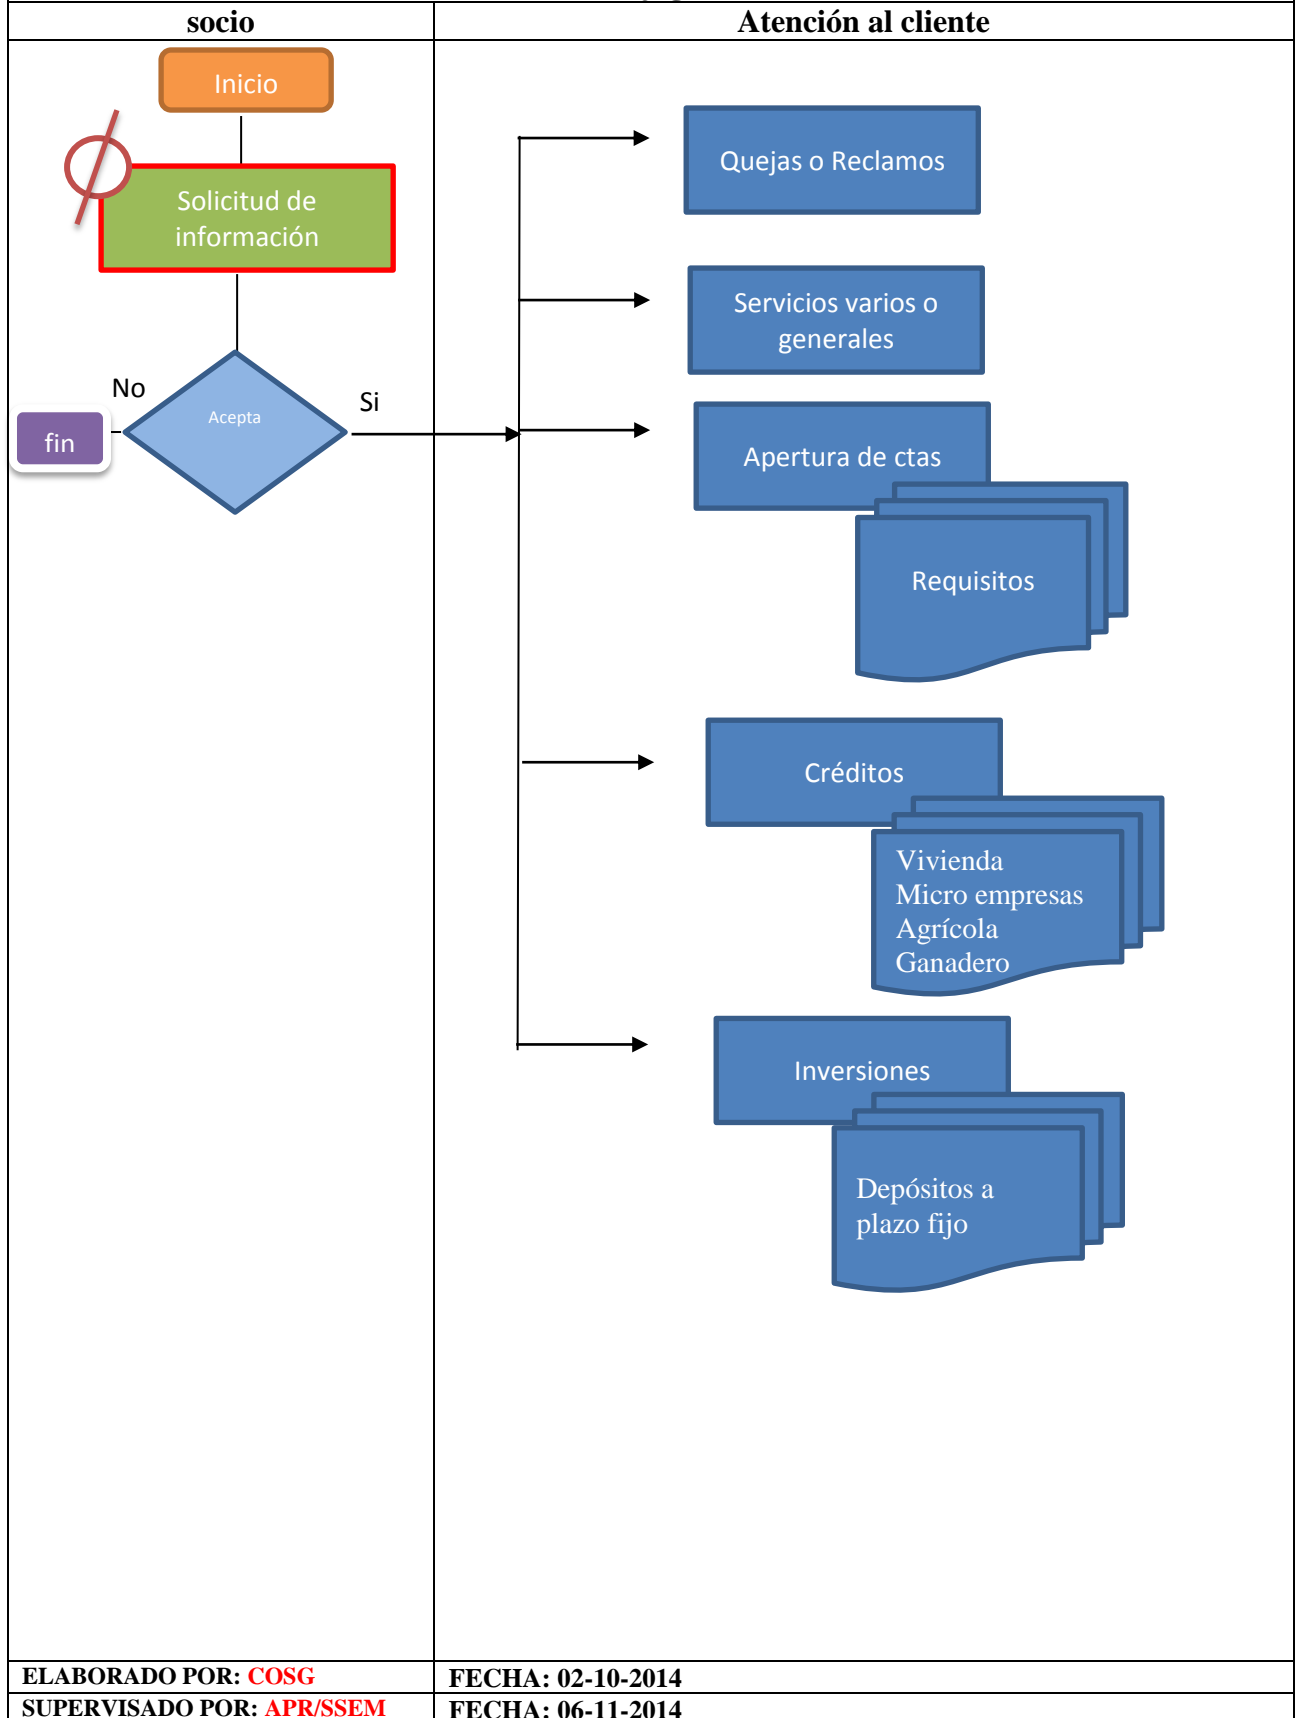 socio
Atención al cliente
Inicio
Solicitud de
información
No
Acepta
Si
fin
Quejas o Reclamos
Servicios varios o
generales
Apertura de ctas
Requisitos
Créditos
Vivienda
Micro empresas
Agrícola
Ganadero
Inversiones
Depósitos a
plazo fijo
ELABORADO POR: COSG
FECHA: 02-10-2014
SUPERVISADO POR: APR/SSEM
FECHA: 06-11-2014